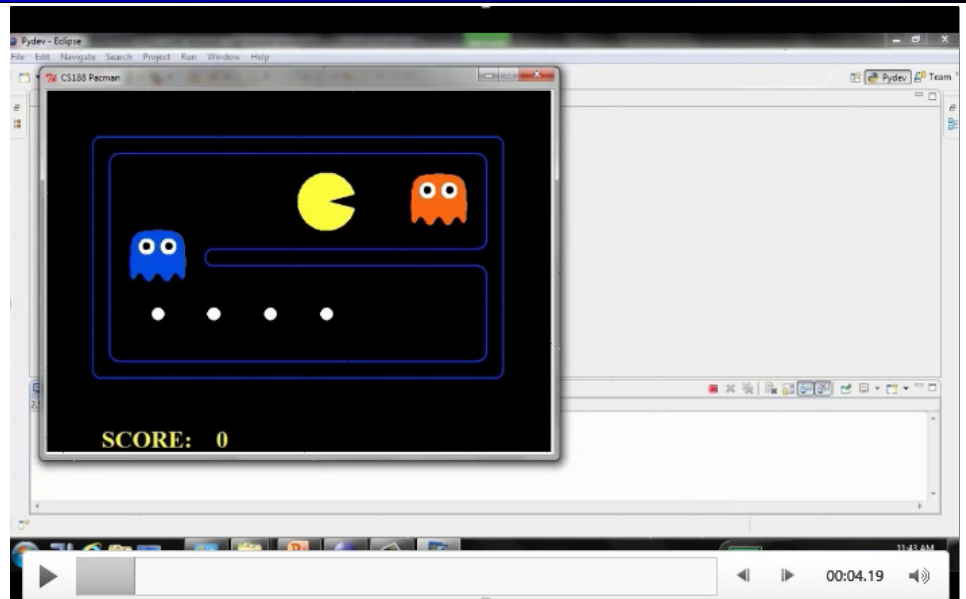 Pydev - Eclipse
File Edit Navigate Search Project Run Window Help
CS188 Pacman
Pydev Team
SCORE: 0
11:43 AM
00:04.19